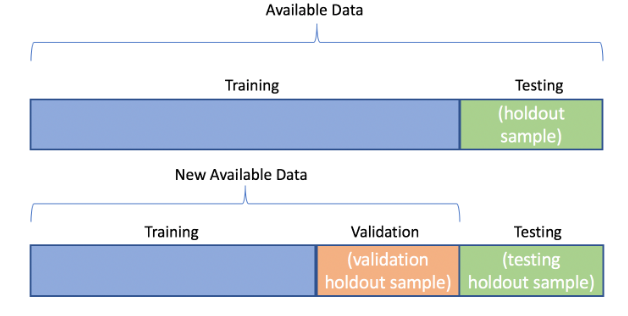 Available Data
Training
Testing
(holdout
sample)
New Available Data
Training
Validation
Testing
(validation
holdout sample)
(testing
holdout sample)